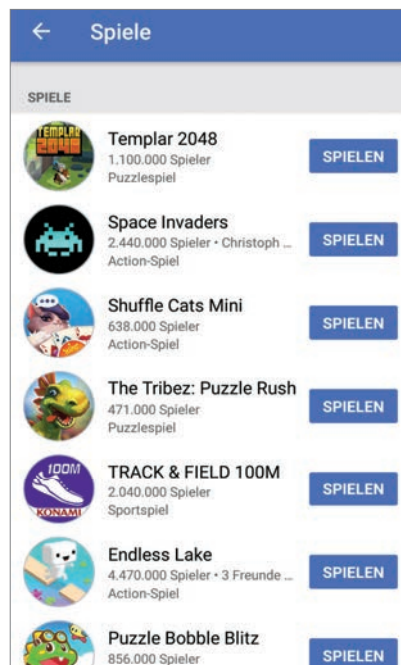 Spiele
SPIELE
TEMPLAR
2048
Templar 2048
1.100.000 Spieler
Puzzlespiel
SPIELEN
Space Invaders
2.440.000 Spieler • Christoph ...
Action-Spiel
SPIELEN
Shuffle Cats Mini
638.000 Spieler
Action-Spiel
SPIELEN
The Tribez: Puzzle Rush
471.000 Spieler
Puzzlespiel
SPIELEN
100M
KONAMI
TRACK & FIELD 100M
2.040.000 Spieler
Sportspiel
SPIELEN
Endless Lake
4.470.000 Spieler • 3 Freunde ...
Action-Spiel
SPIELEN
Puzzle Bobble Blitz
856.000 Spieler
SPIELEN